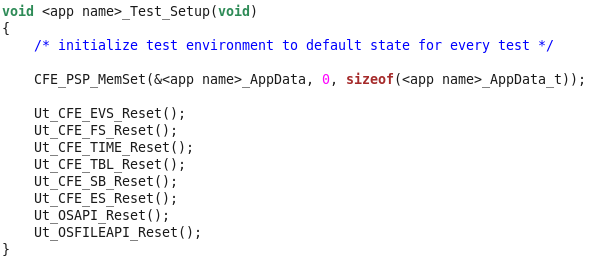 void <app name>_Test_Setup(void)
{
    /* initialize test environment to default state for every test */

    CFE_PSP_MemSet(&<app name>_AppData, 0, sizeof(<app name>_AppData_t));

    Ut_CFE_EVS_Reset();
    Ut_CFE_FS_Reset();
    Ut_CFE_TIME_Reset();
    Ut_CFE_TBL_Reset();
    Ut_CFE_SB_Reset();
    Ut_CFE_ES_Reset();
    Ut_OSAPI_Reset();
    Ut_OSFILEAPI_Reset();
}